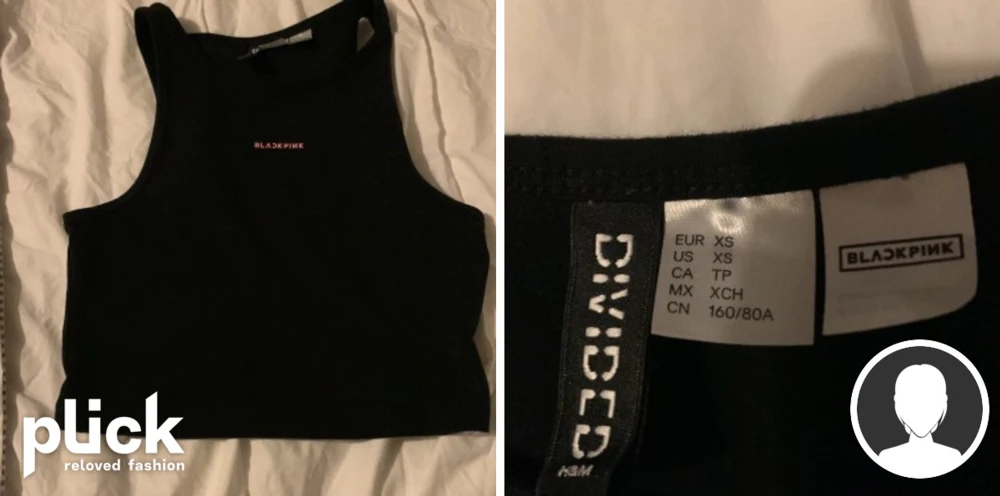 BLACKPINK
plick
reloved fashion
DIVIDED
H&M
EUR XS
US XS
CA TP
MX XCH
CN 160/80A
BLACKPINK